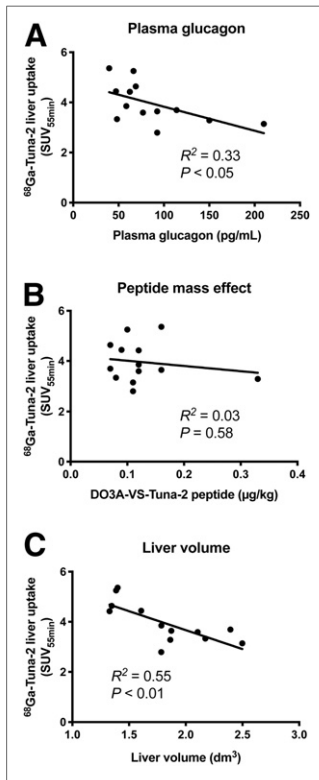 A
Plasma glucagon
⁶⁸Ga-Tuna-2 liver uptake
(SUV55min)
6
4
2
0
0
50
100
150
200
250
R² = 0.33
P < 0.05
Plasma glucagon (pg/mL)
B
Peptide mass effect
⁶⁸Ga-Tuna-2 liver uptake
(SUV55min)
6
4
2
0
0.0
0.1
0.2
0.3
0.4
R² = 0.03
P = 0.58
DO3A-VS-Tuna-2 peptide (µg/kg)
C
Liver volume
⁶⁸Ga-Tuna-2 liver uptake
(SUV55min)
6
4
2
0
1.0
1.5
2.0
2.5
3.0
R² = 0.55
P < 0.01
Liver volume (dm³)